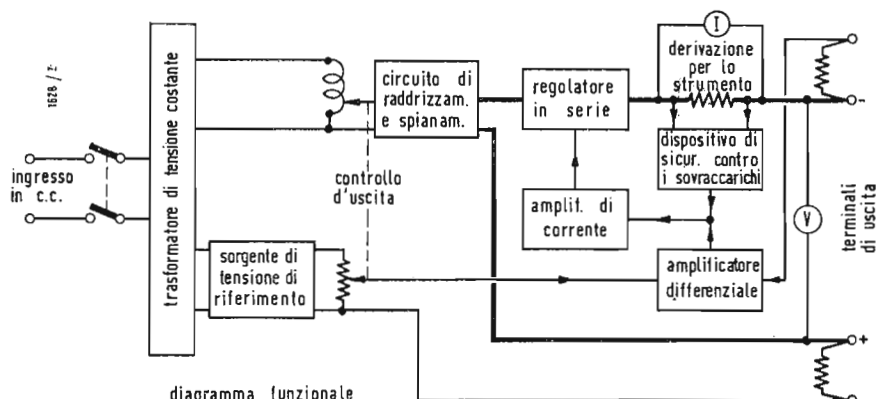 I
derivazione
per lo
strumento
circuito di
raddrizzam.
e spianam.
regolatore
in serie
-
dispositivo di
sicur. contro
i sovraccarichi
trasformatore di tensione costante
ingresso
in c.c.
controllo
d'uscita
amplif. di
corrente
V
terminali
di uscita
sorgente di
tensione di
riferimento
amplificatore
differenziale
+
diagramma funzionale